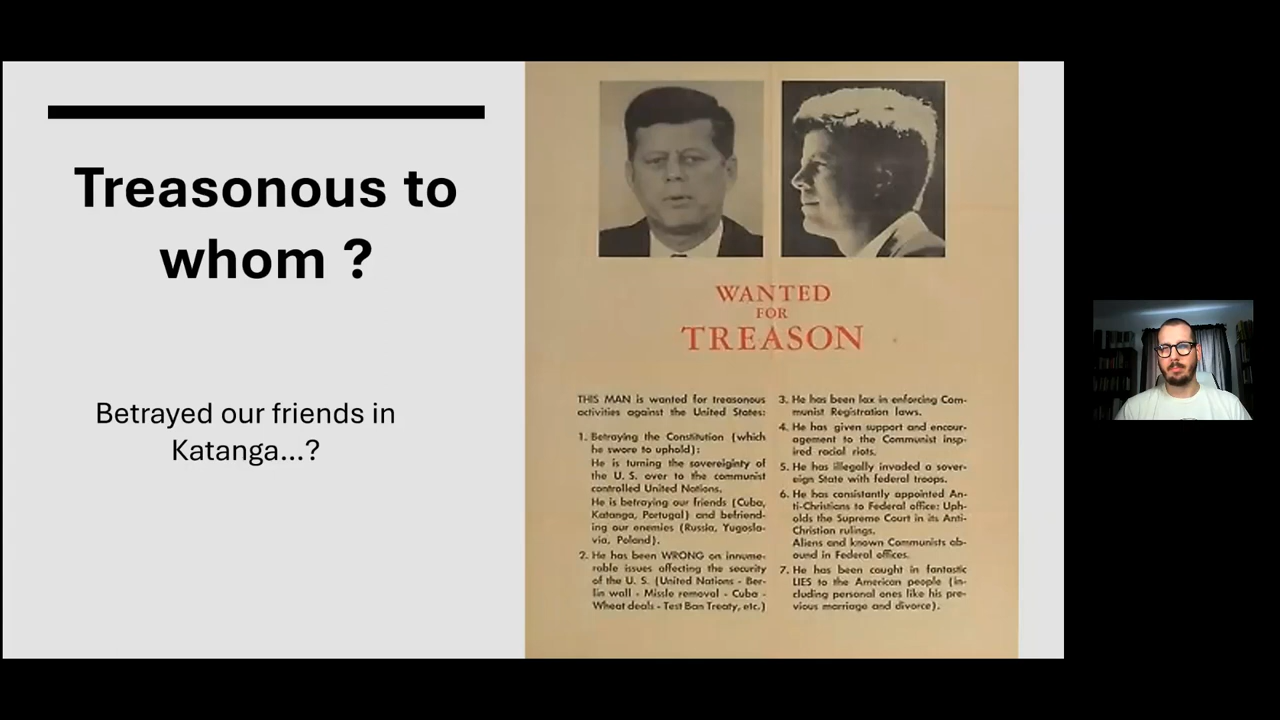 Treasonous to
whom ?
Betrayed our friends in
Katanga...?
WANTED
FOR
TREASON
THIS MAN is wanted for treasonous
activities against the United States:
1. Betraying the Constitution (which
he swore to uphold):
He is turning the sovereignty of
the U. S. over to the communist
controlled United Nations.
He is betraying our friends (Cuba,
Katanga, Portugal) and befriend-
ing our enemies (Russia, Yugosla-
via, Poland).
2. He has been WRONG on innume-
rable issues affecting the security
of the U. S. (United Nations - Ber-
lin wall - Missle removal - Cuba -
Wheat deals - Test Ban Treaty, etc.)
3. He has been lax in enforcing Com-
munist Registration laws.
4. He has given support and encour-
agement to the Communist insp-
ired racial riots.
5. He has illegally invaded a sover-
eign State with federal troops.
6. He has consistantly appointed An-
ti-Christians to Federal office: Uph-
olds the Supreme Court in its Anti-
Christian rulings.
Aliens and known Communists ab-
ound in Federal offices.
7. He has been caught in fantastic
LIES to the American people (in-
cluding personal ones like his pre-
vious marriage and divorce).